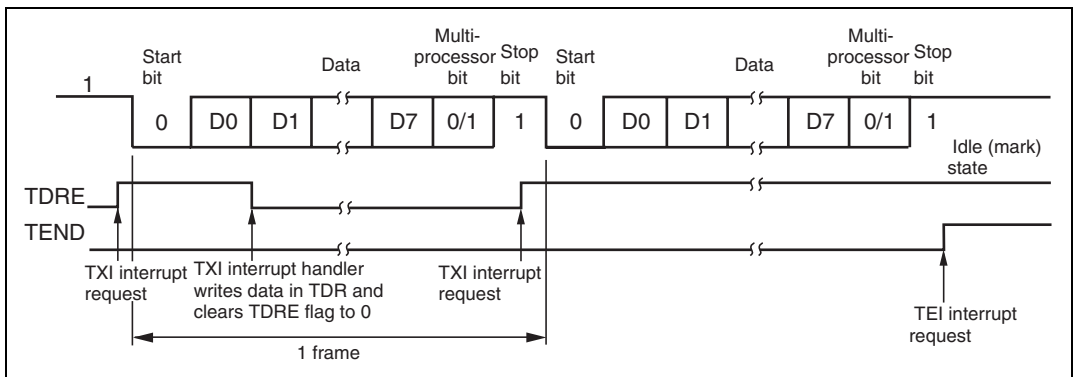 Start bit
Data
Multi-processor bit
Stop bit
Start bit
Data
Multi-processor bit
Stop bit
1
0
D0
D1
D7
0/1
1
0
D0
D1
D7
0/1
1
Idle (mark) state
TDRE
TEND
TXI interrupt request
TXI interrupt handler
writes data in TDR and
clears TDRE flag to 0
TXI interrupt request
TEI interrupt request
1 frame